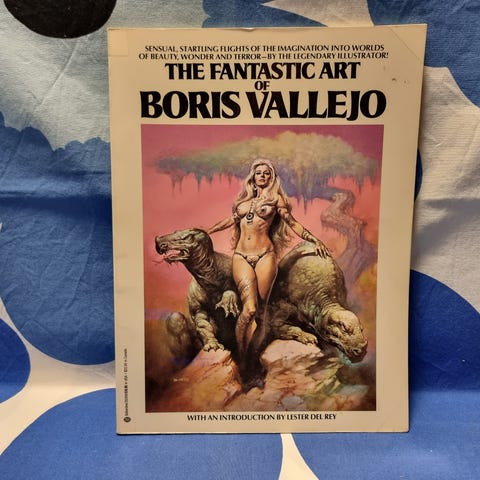 SENSUAL, STARTLING FLIGHTS OF THE IMAGINATION INTO WORLDS
OF BEAUTY, WONDER AND TERROR—BY THE LEGENDARY ILLUSTRATOR!
THE FANTASTIC ART
OF
BORIS VALLEJO
WITH AN INTRODUCTION BY LESTER DEL REY